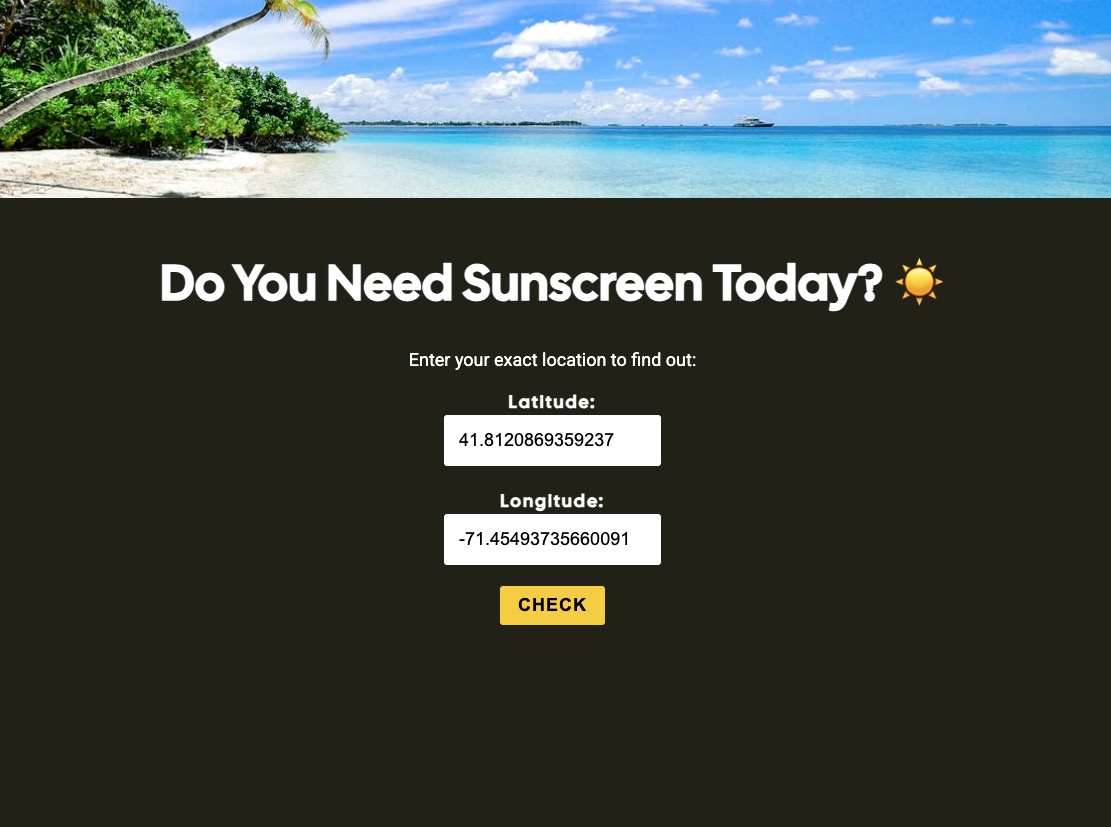 Do You Need Sunscreen Today? ☀️
Enter your exact location to find out:
Latitude:
41.8120869359237
Longitude:
-71.45493735660091
CHECK